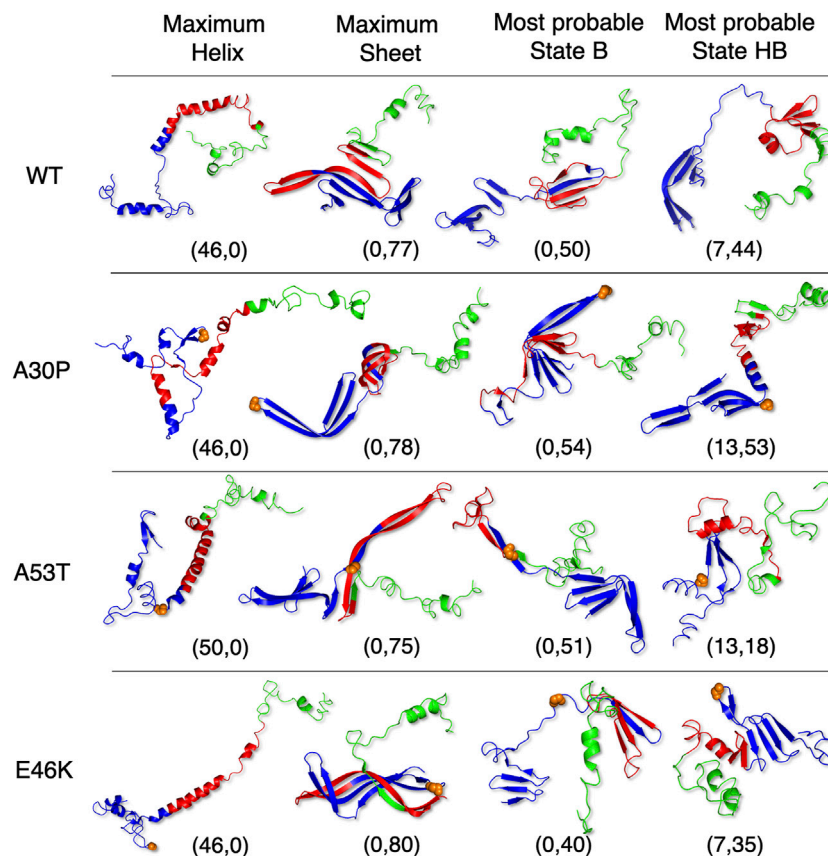 Maximum Helix
Maximum Sheet
Most probable State B
Most probable State HB
WT
(46,0)
(0,77)
(0,50)
(7,44)
A30P
(46,0)
(0,78)
(0,54)
(13,53)
A53T
(50,0)
(0,75)
(0,51)
(13,18)
E46K
(46,0)
(0,80)
(0,40)
(7,35)